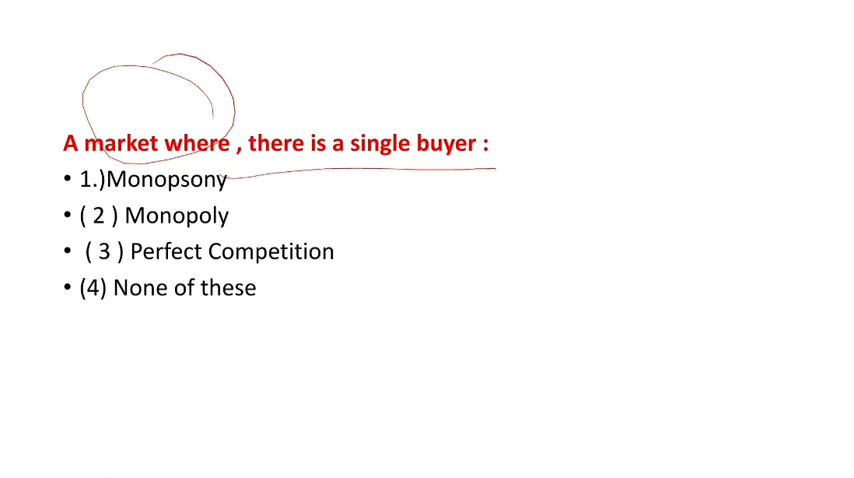 A market where , there is a single buyer :
• 1.)Monopsony
• ( 2 ) Monopoly
• ( 3 ) Perfect Competition
• (4) None of these